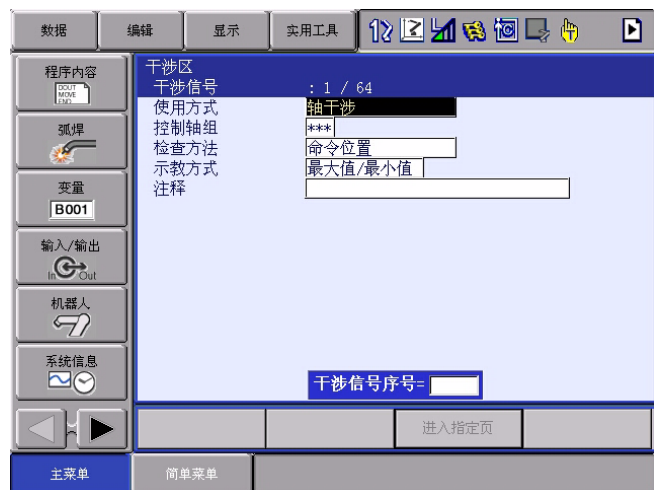 数据 编辑 显示 实用工具
程序内容
DOUT
MOVE
END
弧焊
变量
B001
输入/输出
In Out
机器人
系统信息
干涉区
干涉信号 : 1 / 64
使用方式 轴干涉
控制轴组 ***
检查方法 命令位置
示教方式 最大值/最小值
注释
干涉信号序号=
进入指定页
主菜单 简单菜单